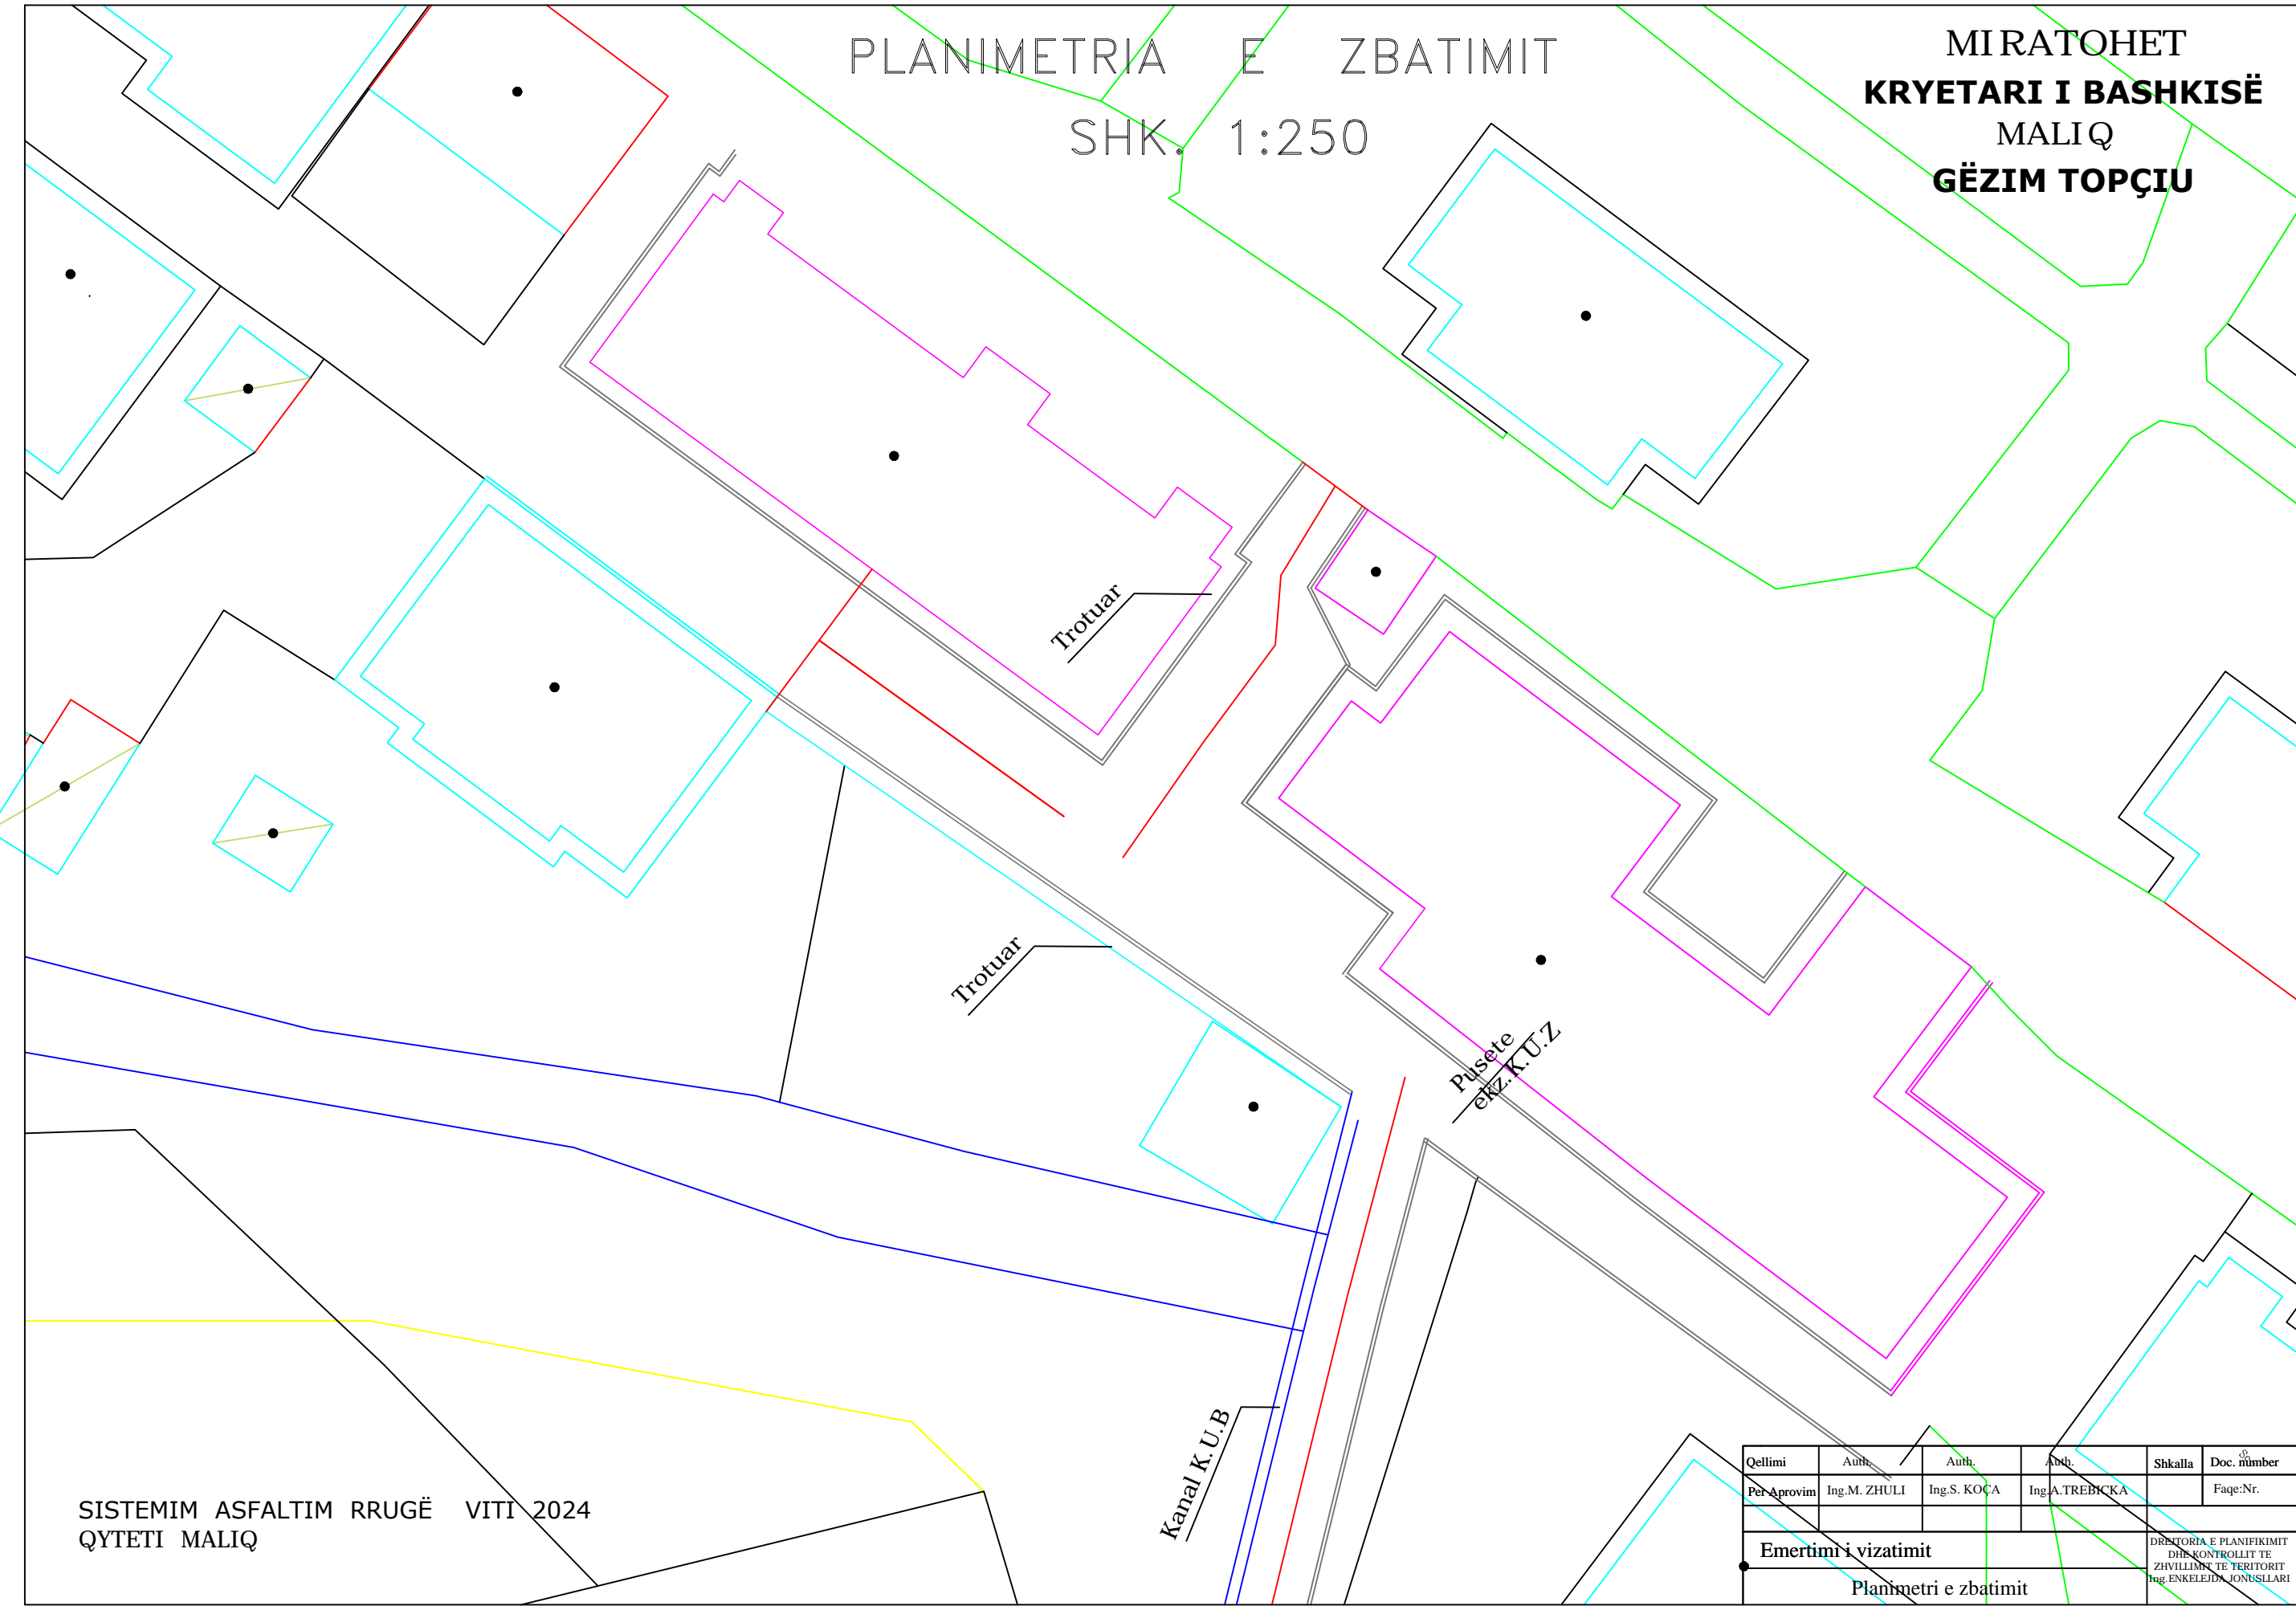 PLANIMETRIA E ZBATIMIT
SHK. 1:250
MIRATOHET
KRYETARI I BASHKISË
MALIQ
GËZIM TOPÇIU
Trotuar
Trotuar
Pusete
ekz.K.U.Z
Kanal K.U.B
SISTEMIM ASFALTIM RRUGË VITI 2024
QYTETI MALIQ
Qellimi Auth. Auth. Auth. Shkalla Doc. number
Per Aprovim Ing.M. ZHULI Ing.S. KOÇA Ing.A.TREBICKA Faqe:Nr.
Emertimi i vizatimit
Planimetri e zbatimit
DREJTORIA E PLANIFIKIMIT
DHE KONTROLLIT TE
ZHVILLIMIT TE TERITORIT
Ing.ENKELEJDA JONUSLLARI